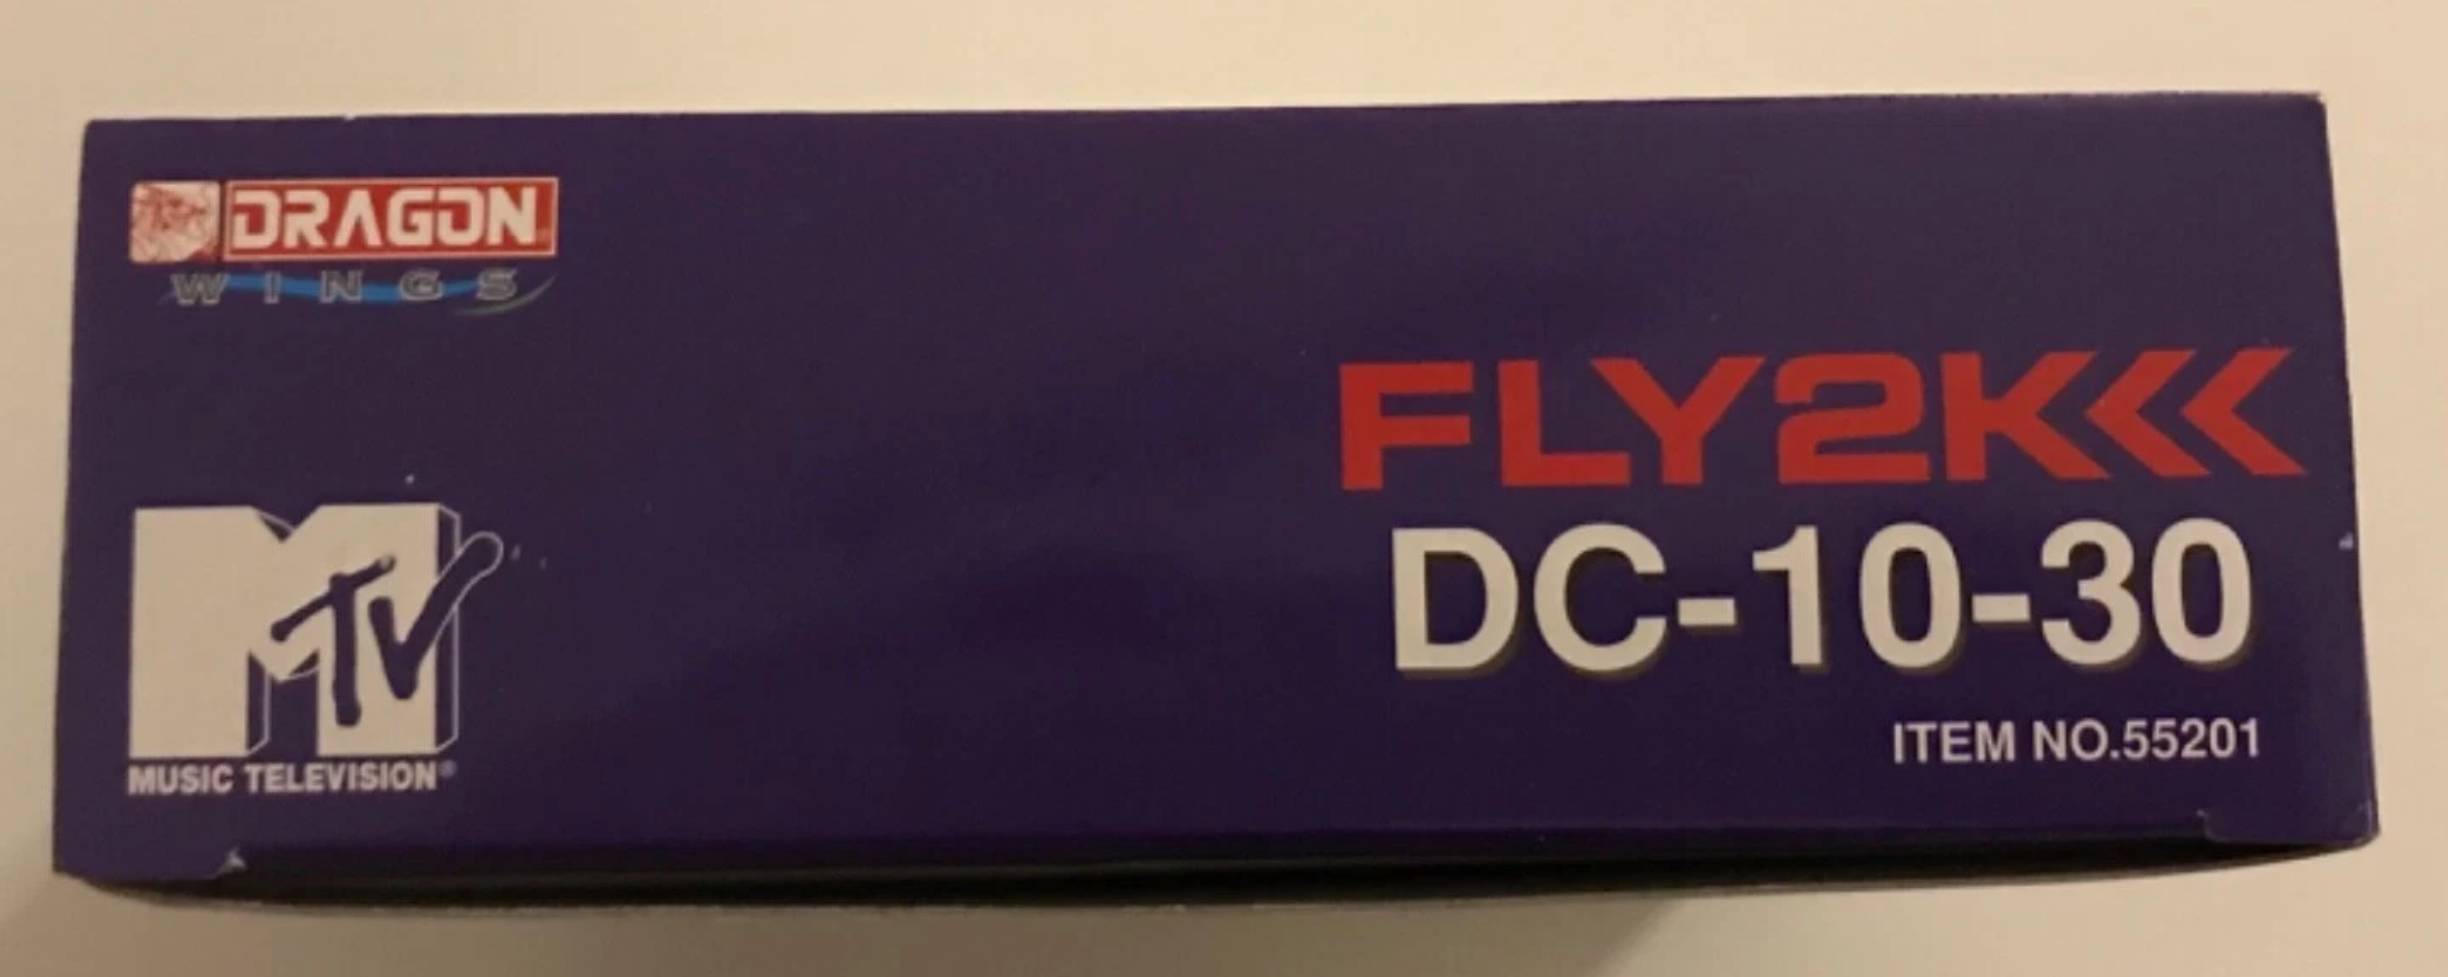 DRAGON
WINGS
FLY2K
DC-10-30
ITEM NO.55201
MTV
MUSIC TELEVISION®